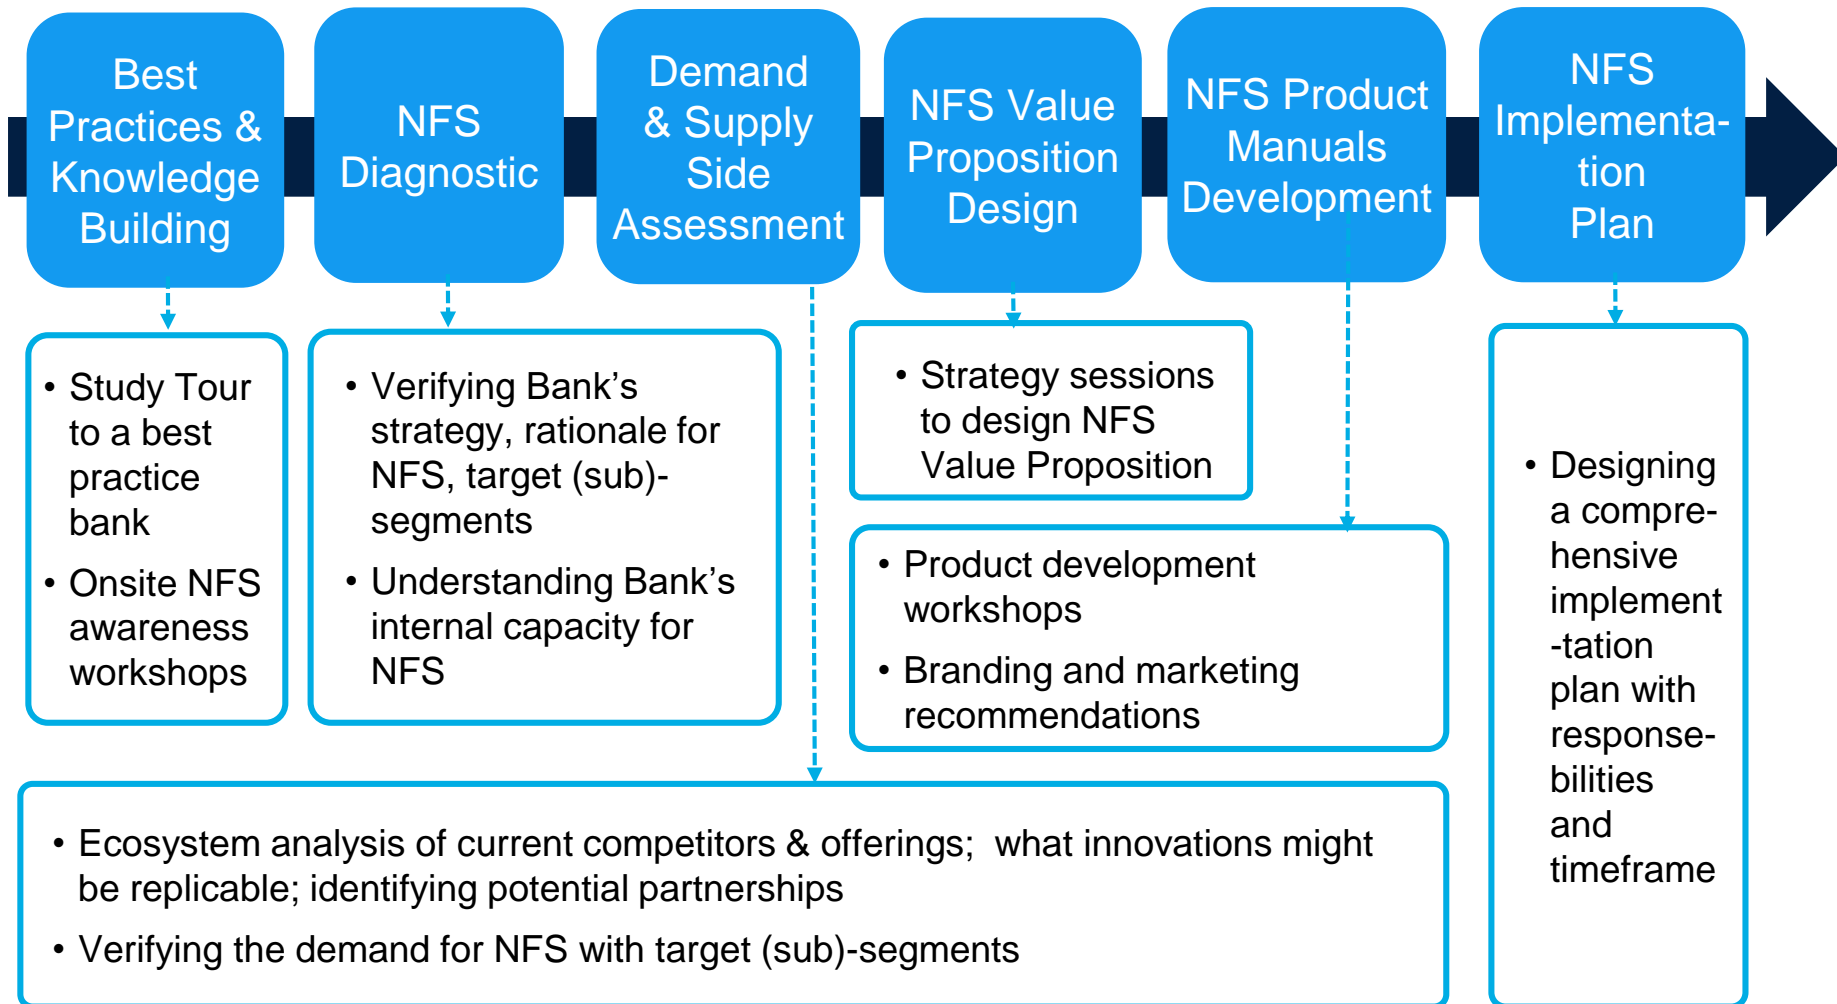 Best
Practices &
Knowledge
Building
NFS
Diagnostic
Demand
& Supply
Side
Assessment
NFS Value
Proposition
Design
NFS Product
Manuals
Development
NFS
Implementa-
tion
Plan
• Study Tour
to a best
practice
bank
• Onsite NFS
awareness
workshops
• Verifying Bank’s
strategy, rationale for
NFS, target (sub)-
segments
• Understanding Bank’s
internal capacity for
NFS
• Strategy sessions
to design NFS
Value Proposition
• Product development
workshops
• Branding and marketing
recommendations
• Designing
a compre-
hensive
implement
-tation
plan with
response-
bilities
and
timeframe
• Ecosystem analysis of current competitors & offerings;  what innovations might
be replicable; identifying potential partnerships
• Verifying the demand for NFS with target (sub)-segments